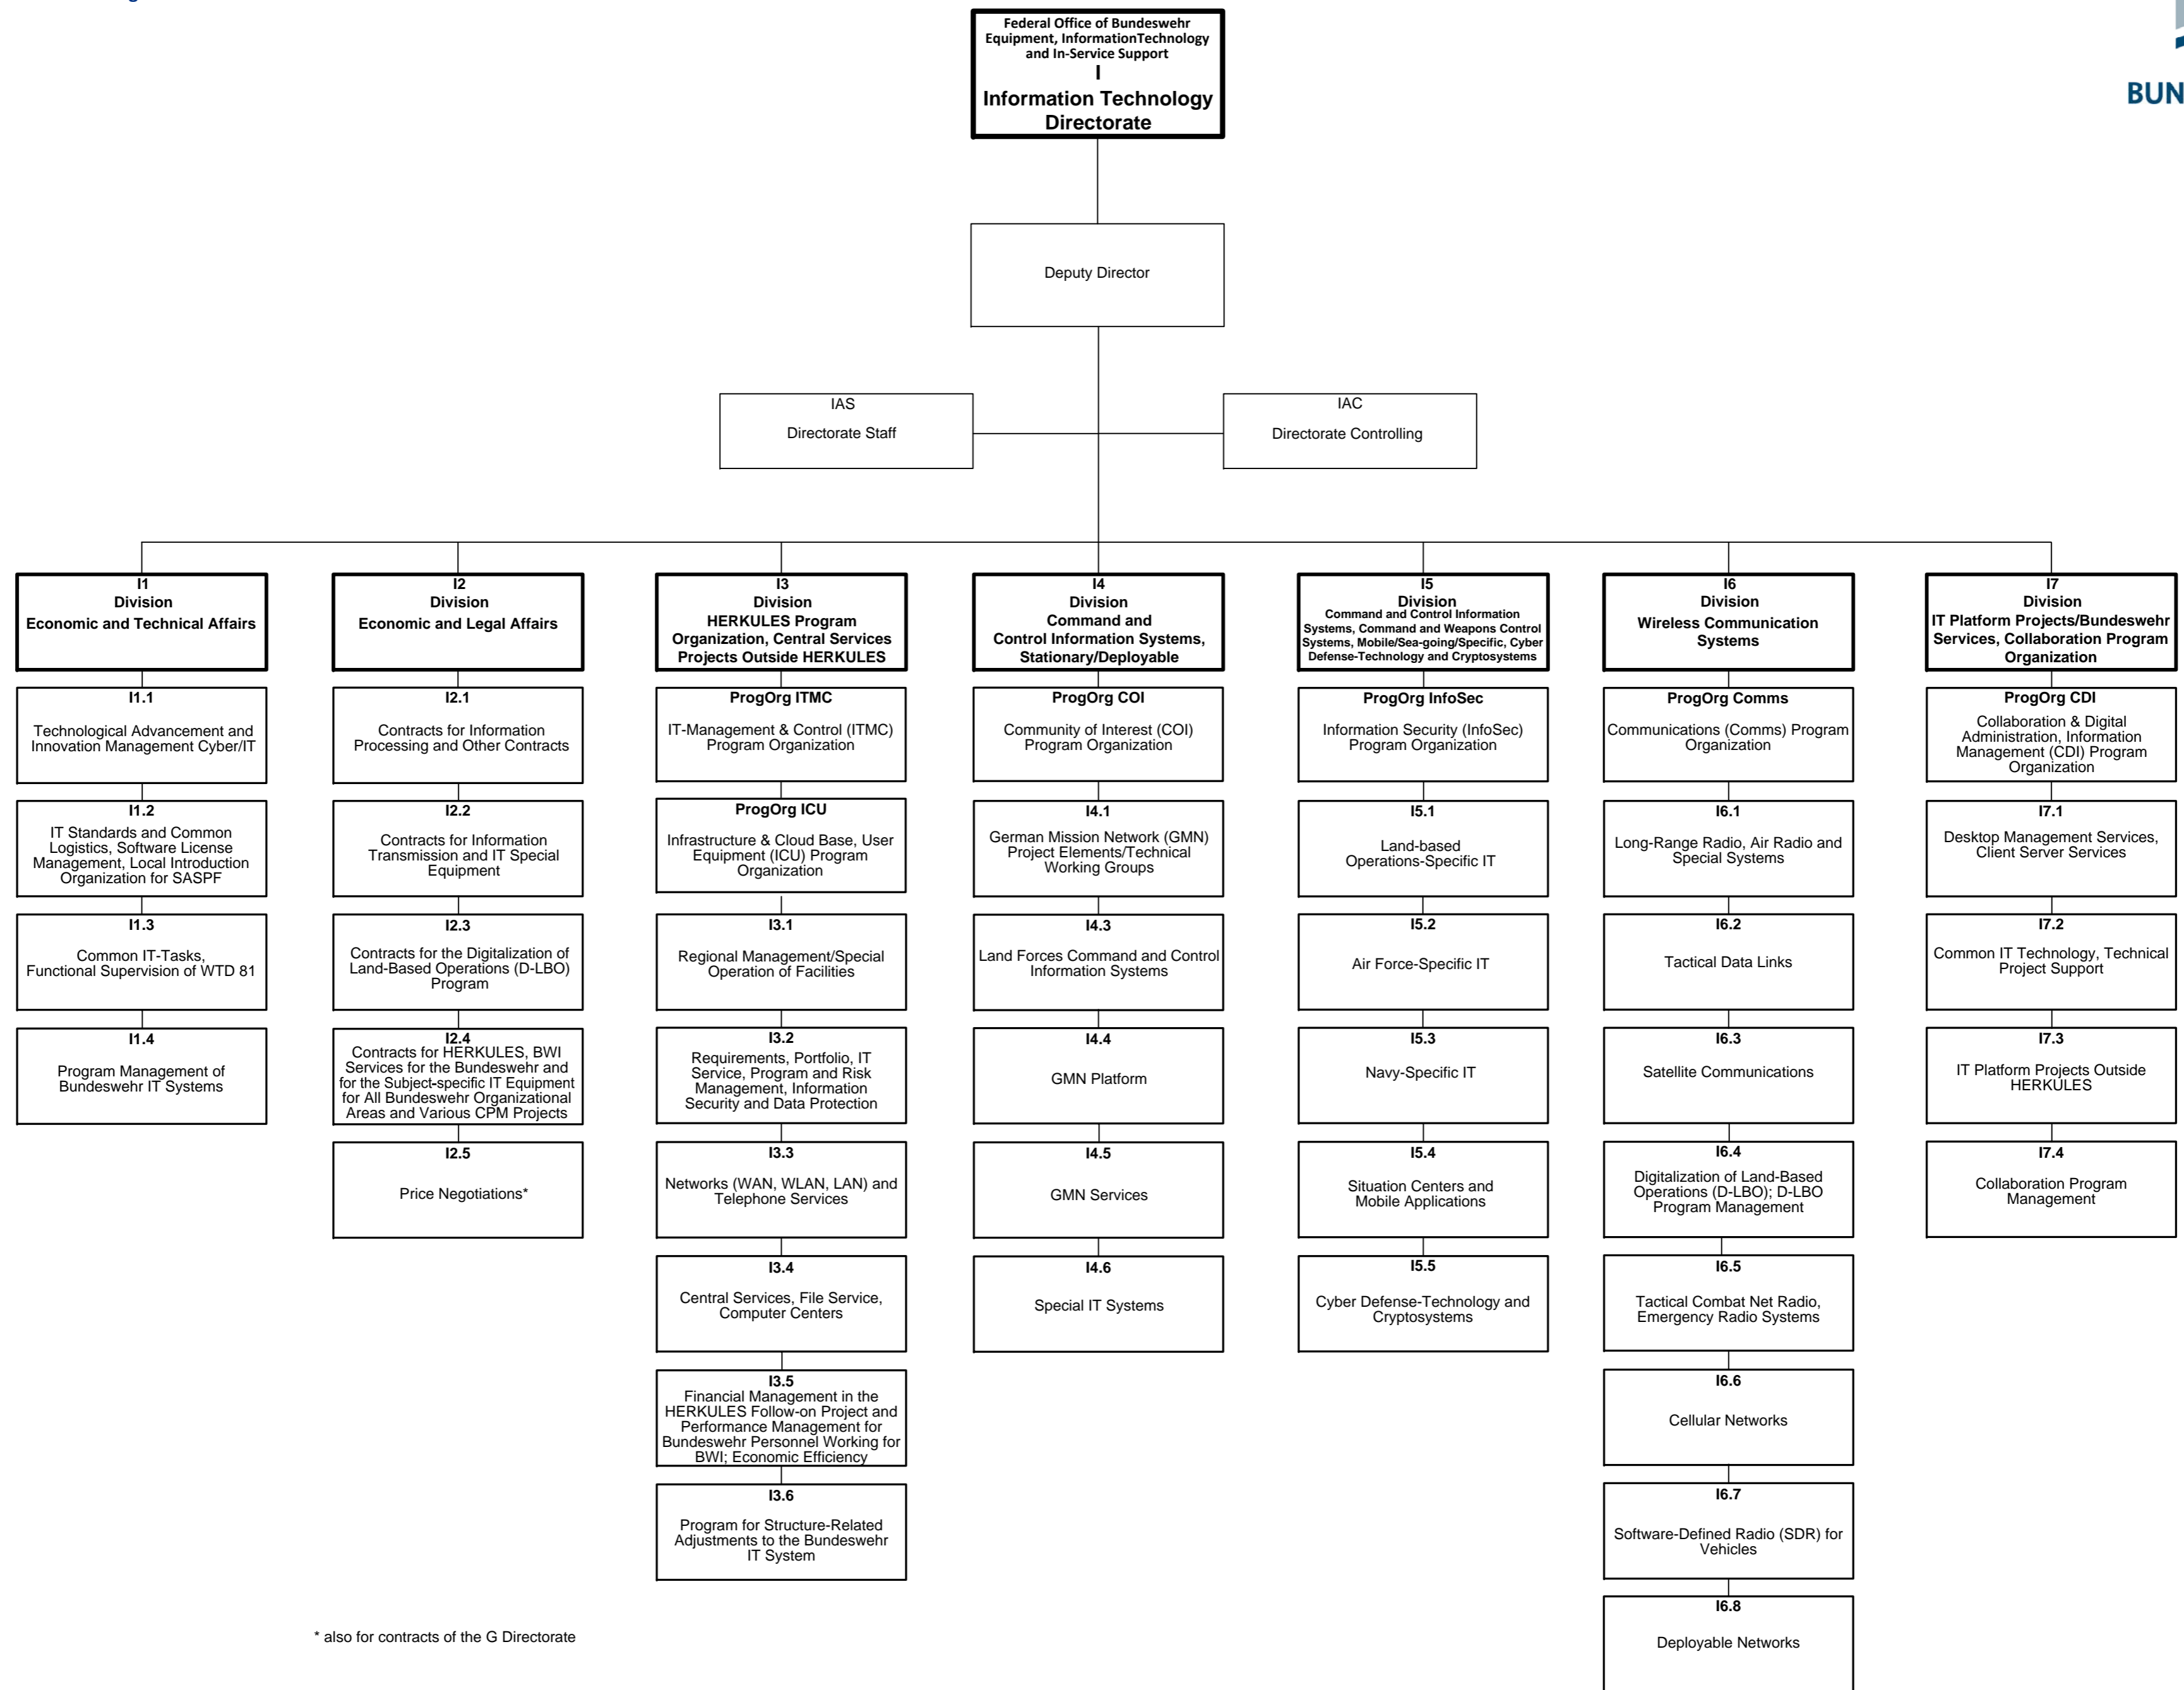 Federal Office of Bundeswehr
Equipment, InformationTechnology
and In-Service Support
I
Information Technology
Directorate
BUN
Deputy Director
IAS
Directorate Staff
IAC
Directorate Controlling
I1
Division
Economic and Technical Affairs
I1.1
Technological Advancement and
Innovation Management Cyber/IT
I1.2
IT Standards and Common
Logistics, Software License
Management, Local Introduction
Organization for SASPF
I1.3
Common IT-Tasks,
Functional Supervision of WTD 81
I1.4
Program Management of
Bundeswehr IT Systems
I2
Division
Economic and Legal Affairs
I2.1
Contracts for Information
Processing and Other Contracts
I2.2
Contracts for Information
Transmission and IT Special
Equipment
I2.3
Contracts for the Digitalization of
Land-Based Operations (D-LBO)
Program
I2.4
Contracts for HERKULES, BWI
Services for the Bundeswehr and
for the Subject-specific IT Equipment
for All Bundeswehr Organizational
Areas and Various CPM Projects
I2.5
Price Negotiations*
I3
Division
HERKULES Program
Organization, Central Services
Projects Outside HERKULES
ProgOrg ITMC
IT-Management & Control (ITMC)
Program Organization
ProgOrg ICU
Infrastructure & Cloud Base, User
Equipment (ICU) Program
Organization
I3.1
Regional Management/Special
Operation of Facilities
I3.2
Requirements, Portfolio, IT
Service, Program and Risk
Management, Information
Security and Data Protection
I3.3
Networks (WAN, WLAN, LAN) and
Telephone Services
I3.4
Central Services, File Service,
Computer Centers
I3.5
Financial Management in the
HERKULES Follow-on Project and
Performance Management for
Bundeswehr Personnel Working for
BWI; Economic Efficiency
I3.6
Program for Structure-Related
Adjustments to the Bundeswehr
IT System
I4
Division
Command and
Control Information Systems,
Stationary/Deployable
ProgOrg COI
Community of Interest (COI)
Program Organization
I4.1
German Mission Network (GMN)
Project Elements/Technical
Working Groups
I4.3
Land Forces Command and Control
Information Systems
I4.4
GMN Platform
I4.5
GMN Services
I4.6
Special IT Systems
I5
Division
Command and Control Information
Systems, Command and Weapons Control
Systems, Mobile/Sea-going/Specific, Cyber
Defense-Technology and Cryptosystems
ProgOrg InfoSec
Information Security (InfoSec)
Program Organization
I5.1
Land-based
Operations-Specific IT
I5.2
Air Force-Specific IT
I5.3
Navy-Specific IT
I5.4
Situation Centers and
Mobile Applications
I5.5
Cyber Defense-Technology and
Cryptosystems
I6
Division
Wireless Communication
Systems
ProgOrg Comms
Communications (Comms) Program
Organization
I6.1
Long-Range Radio, Air Radio and
Special Systems
I6.2
Tactical Data Links
I6.3
Satellite Communications
I6.4
Digitalization of Land-Based
Operations (D-LBO); D-LBO
Program Management
I6.5
Tactical Combat Net Radio,
Emergency Radio Systems
I6.6
Cellular Networks
I6.7
Software-Defined Radio (SDR) for
Vehicles
I6.8
Deployable Networks
I7
Division
IT Platform Projects/Bundeswehr
Services, Collaboration Program
Organization
ProgOrg CDI
Collaboration & Digital
Administration, Information
Management (CDI) Program
Organization
I7.1
Desktop Management Services,
Client Server Services
I7.2
Common IT Technology, Technical
Project Support
I7.3
IT Platform Projects Outside
HERKULES
I7.4
Collaboration Program
Management
* also for contracts of the G Directorate